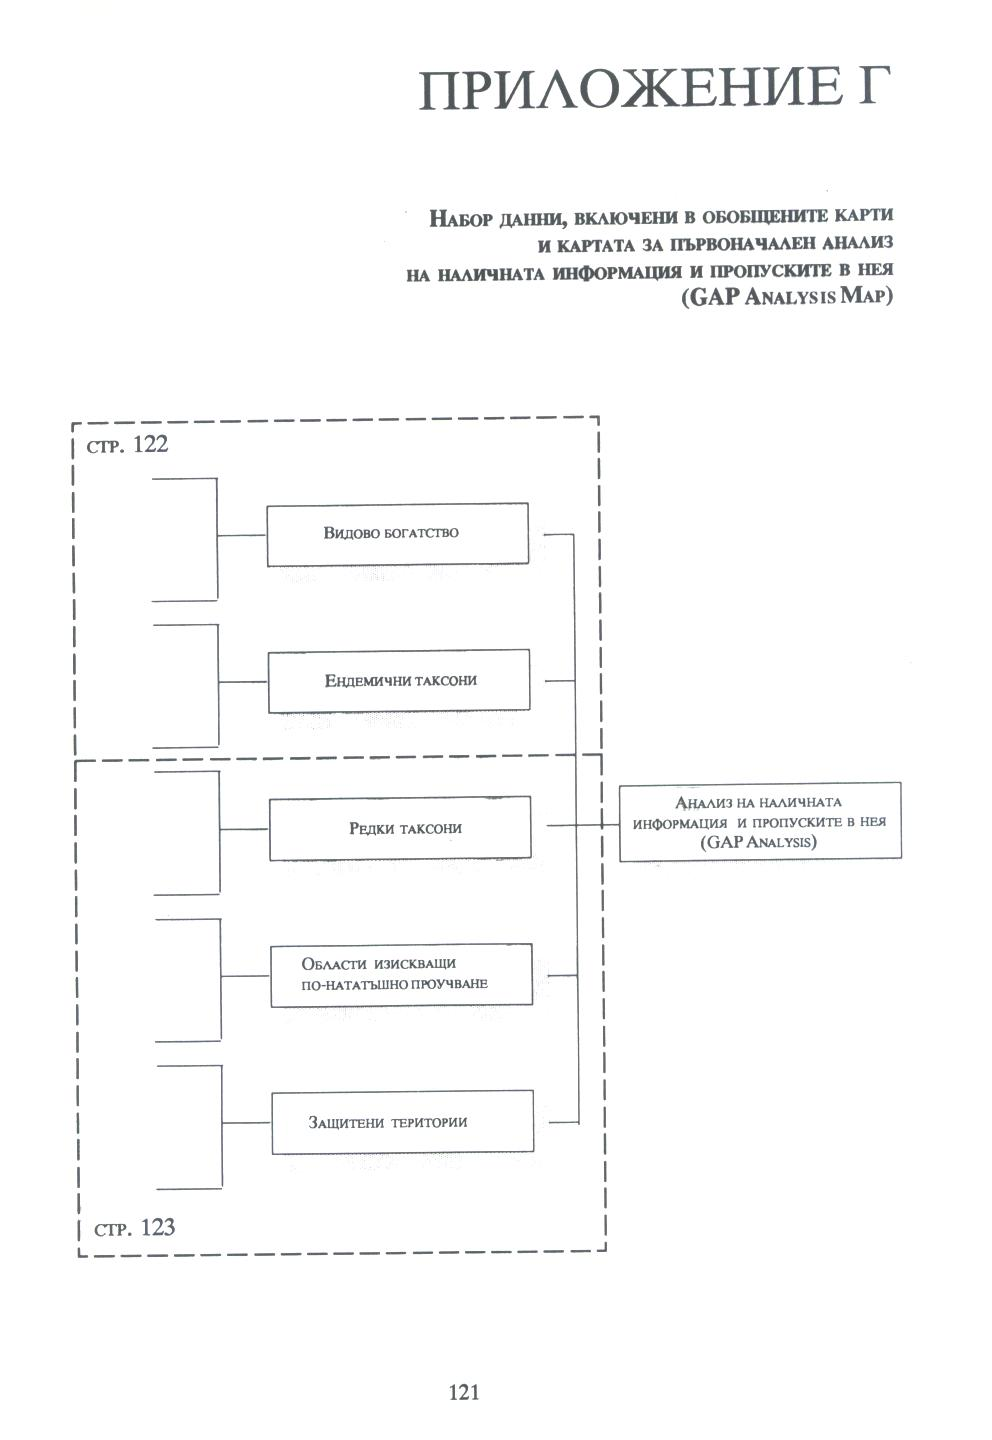 ПРИЛОЖЕНИЕ Г
Набор данни, включени в обобщените карти
и картата за първоначален анализ
на наличната информация и пропуските в нея
(GAP Analysis Map)
стр. 122
Видово богатство
Ендемични таксони
Редки таксони
Анализ на наличната
информация и пропуските в нея
(GAP Analysis)
Области изискващи
по-нататъшно проучване
Защитени територии
стр. 123
121